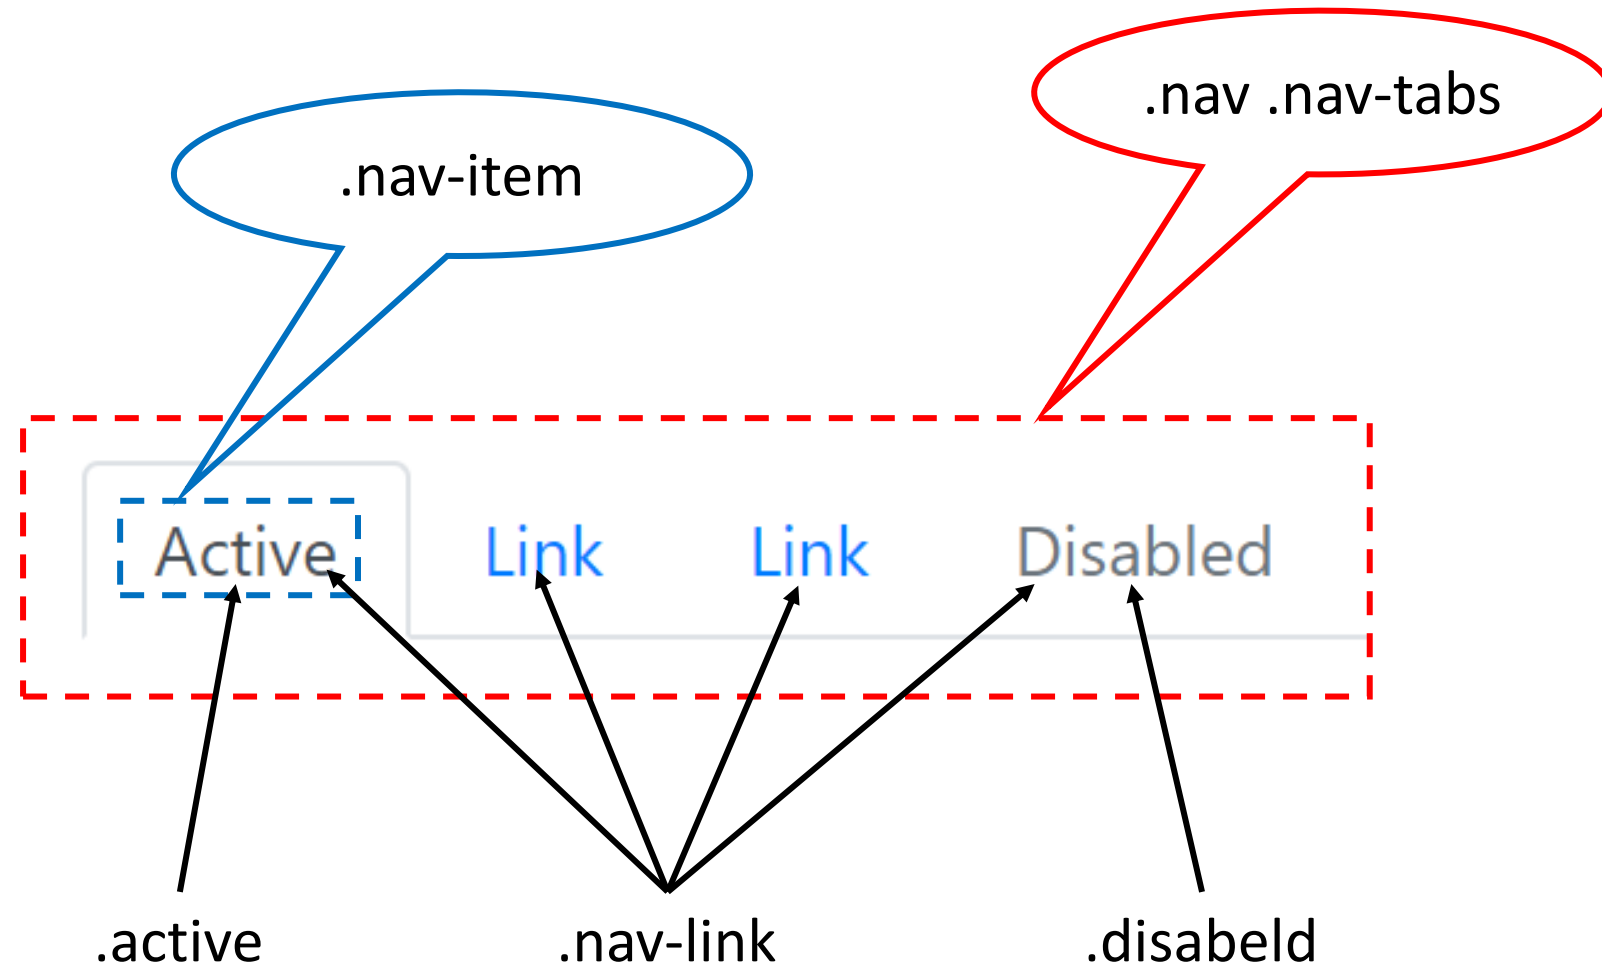 .nav .nav-tabs
.nav-item
Active Link Link Disabled
.active .nav-link .disabeld